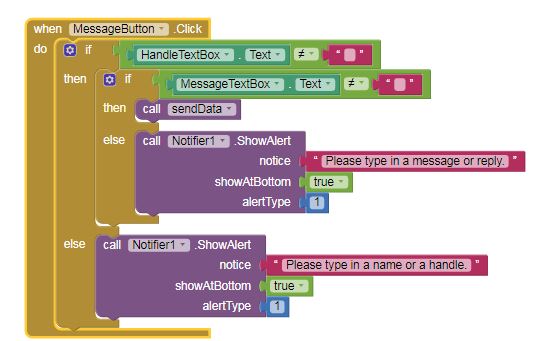 when MessageButton .Click
do if HandleTextBox . Text ≠ “ ”
then if MessageTextBox . Text ≠ “ ”
then call sendData
else call Notifier1 .ShowAlert
notice “ Please type in a message or reply. ”
showAtBottom true
alertType 1
else call Notifier1 .ShowAlert
notice “ Please type in a name or a handle. ”
showAtBottom true
alertType 1